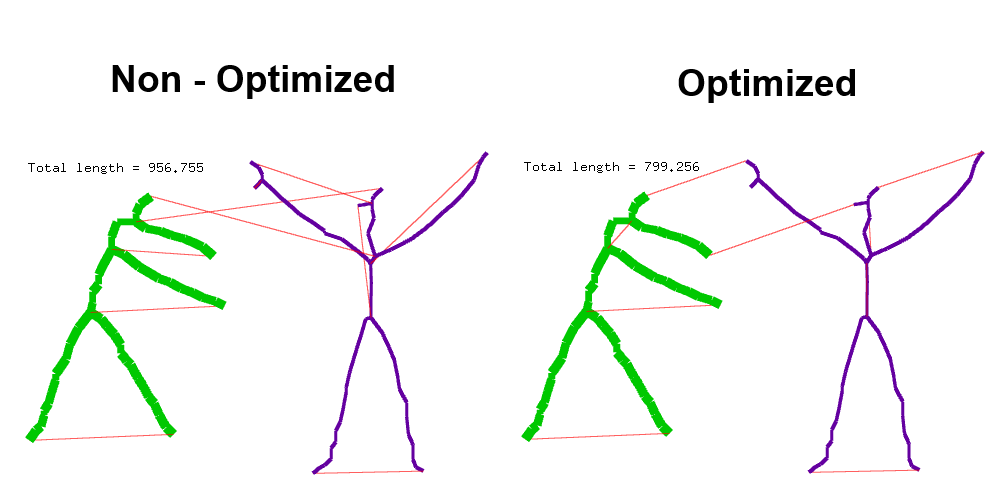 Non - Optimized
Optimized
Total length = 956.755
Total length = 799.256